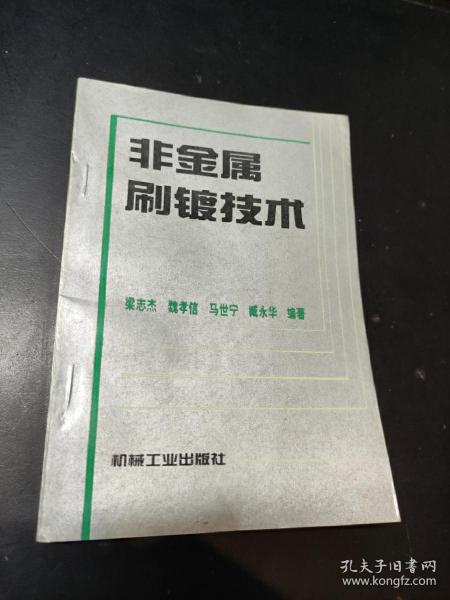 非金属
刷镀技术
梁志杰 魏孝信 马世宁 臧永华 编著
机械工业出版社
孔夫子旧书网
www.kongfz.com